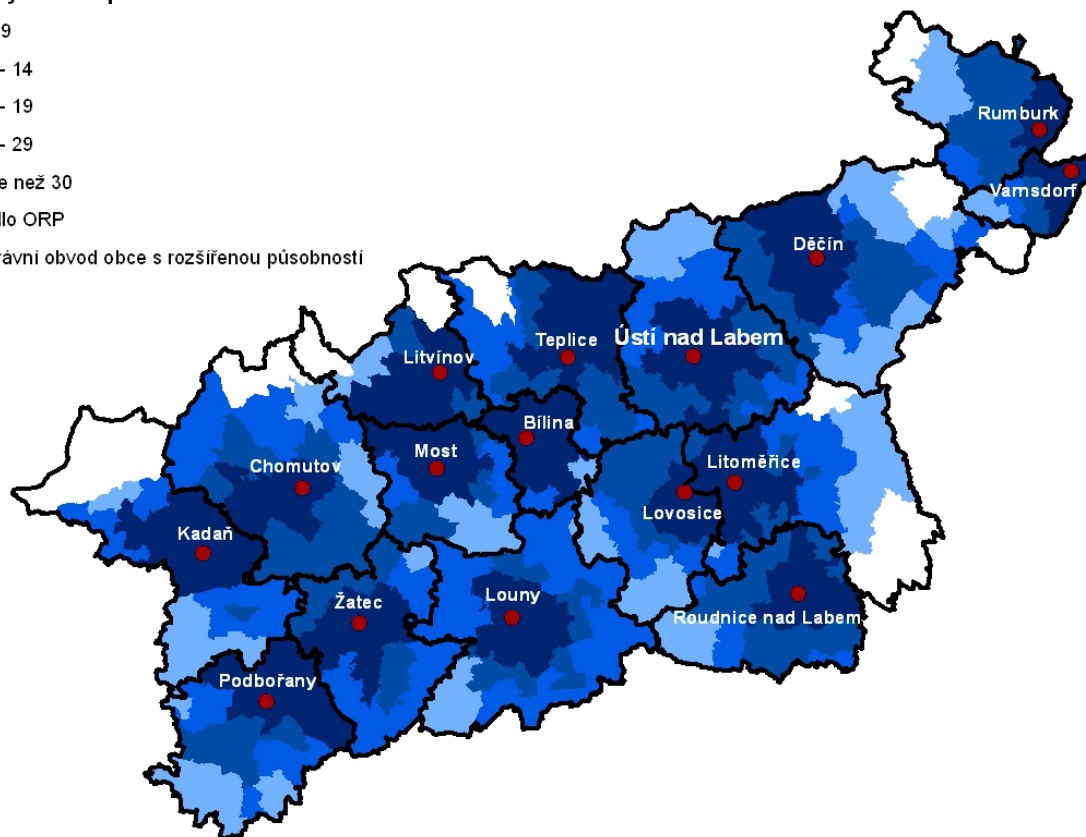 9
- 14
- 19
- 29
e než 30
llo ORP
rávní obvod obce s rozšířenou působností
Rumburk
Varnsdorf
Děčín
Ústí nad Labem
Teplice
Litvínov
Bílina
Most
Chomutov
Litoměřice
Lovosice
Kadaň
Žatec
Louny
Roudnice nad Labem
Podbořany